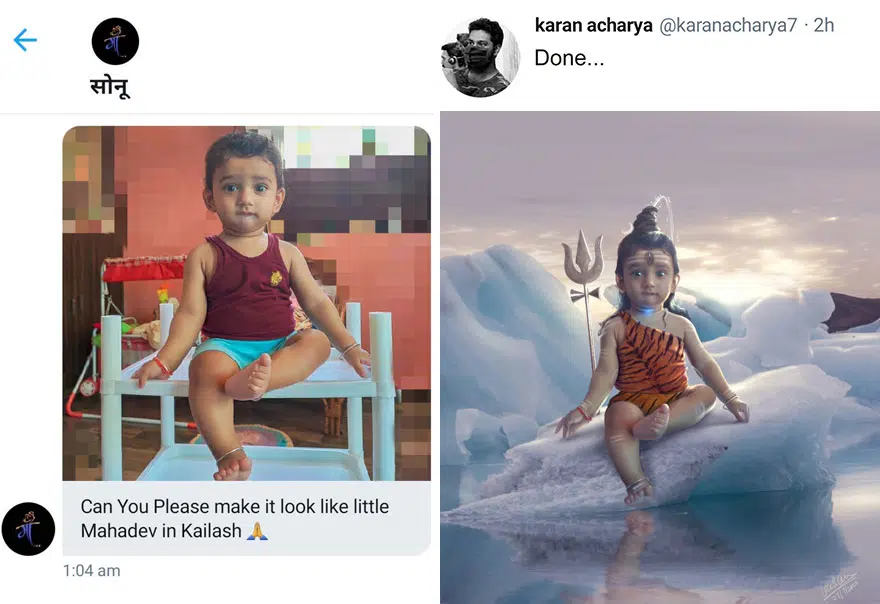 सोनू
Can You Please make it look like little
Mahadev in Kailash 🙏
1:04 am
karan acharya @karanacharya7 · 2h
Done...